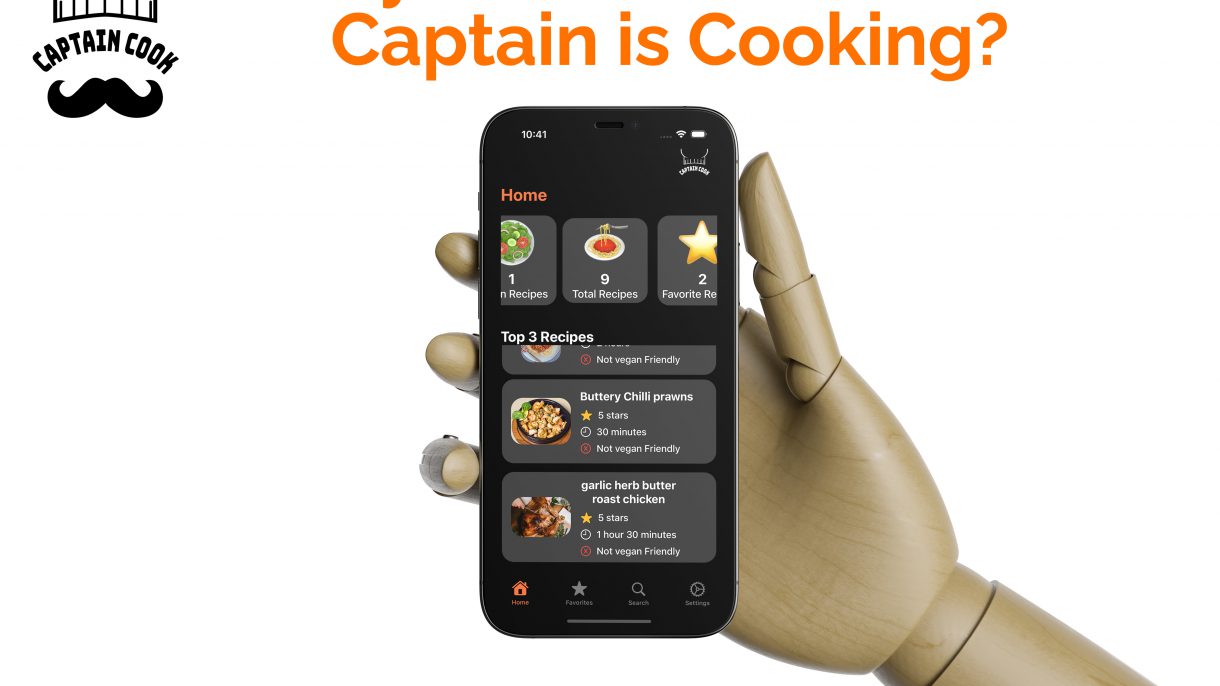 CAPTAIN COOK
Captain is Cooking?
10:41
CAPTAIN COOK
Home
1
9
2
n Recipes
Total Recipes
Favorite Re
Top 3 Recipes
Not vegan Friendly
Buttery Chilli prawns
5 stars
30 minutes
Not vegan Friendly
garlic herb butter
roast chicken
5 stars
1 hour 30 minutes
Not vegan Friendly
Home
Favorites
Search
Settings